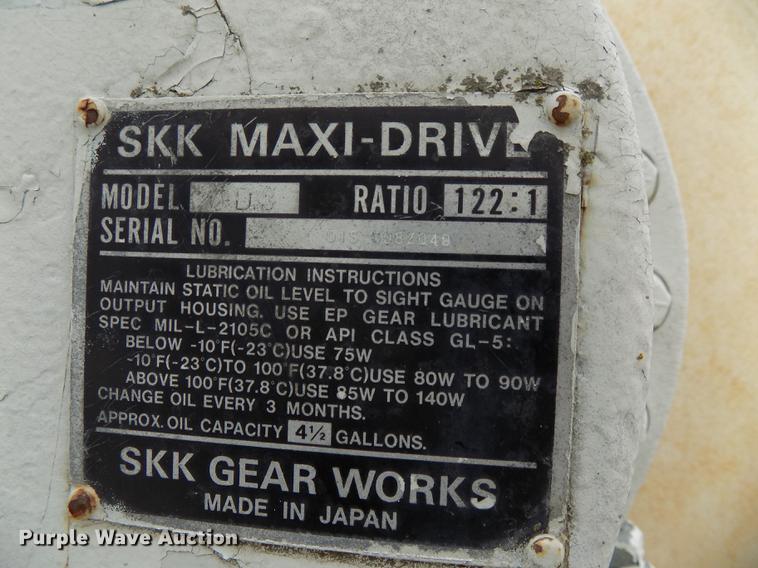 SKK MAXI-DRIVE
MODEL
RATIO 122:1
SERIAL NO.
LUBRICATION INSTRUCTIONS
MAINTAIN STATIC OIL LEVEL TO SIGHT GAUGE ON
OUTPUT HOUSING. USE EP GEAR LUBRICANT
SPEC MIL-L-2105C OR API CLASS GL-5:
BELOW -10°F(-23°C)USE 75W
-10°F(-23°C)TO 100°F(37.8°C)USE 80W TO 90W
ABOVE 100°F(37.8°C)USE 85W TO 140W
CHANGE OIL EVERY 3 MONTHS.
APPROX. OIL CAPACITY 4½ GALLONS.
SKK GEAR WORKS
MADE IN JAPAN
Purple Wave Auction